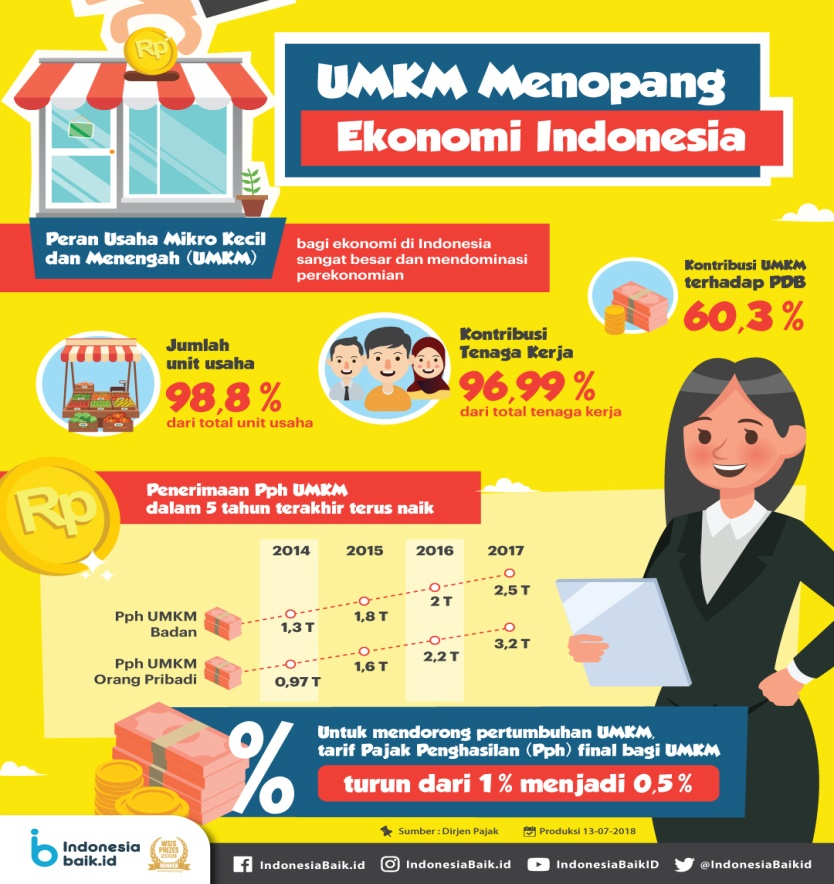 Rp
UMKM Menopang
Ekonomi Indonesia
Peran Usaha Mikro Kecil
dan Menengah (UMKM)
bagi ekonomi di Indonesia
sangat besar dan mendominasi
perekonomian
Kontribusi UMKM
terhadap PDB
60,3 %
Jumlah
unit usaha
98,8 %
dari total unit usaha
Kontribusi
Tenaga Kerja
96,99 %
dari total tenaga kerja
Rp
Penerimaan Pph UMKM
dalam 5 tahun terakhir terus naik
2014 2015 2016 2017
Pph UMKM
Badan
1,3 T 1,8 T 2 T 2,5 T
Pph UMKM
Orang Pribadi
0,97 T 1,6 T 2,2 T 3,2 T
%
Untuk mendorong pertumbuhan UMKM,
tarif Pajak Penghasilan (Pph) final bagi UMKM
turun dari 1 % menjadi 0,5 %
Sumber : Dirjen Pajak Produksi 13-07-2018
Indonesia
baik.id
WSIS
PRIZES
2018
WINNER
IndonesiaBaik.id IndonesiaBaik.id IndonesiaBaikID @IndonesiaBaikid